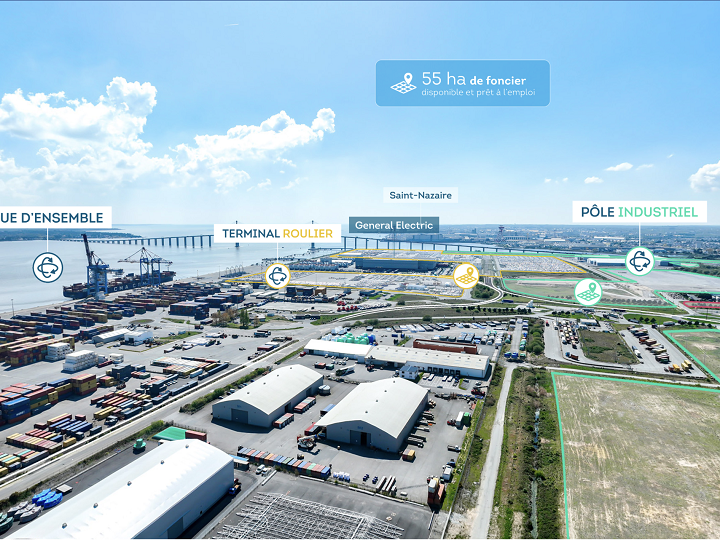 55 ha de foncier
disponible et prêt à l'emploi
Saint-Nazaire
General Electric
UE D'ENSEMBLE
TERMINAL ROULIER
PÔLE INDUSTRIEL